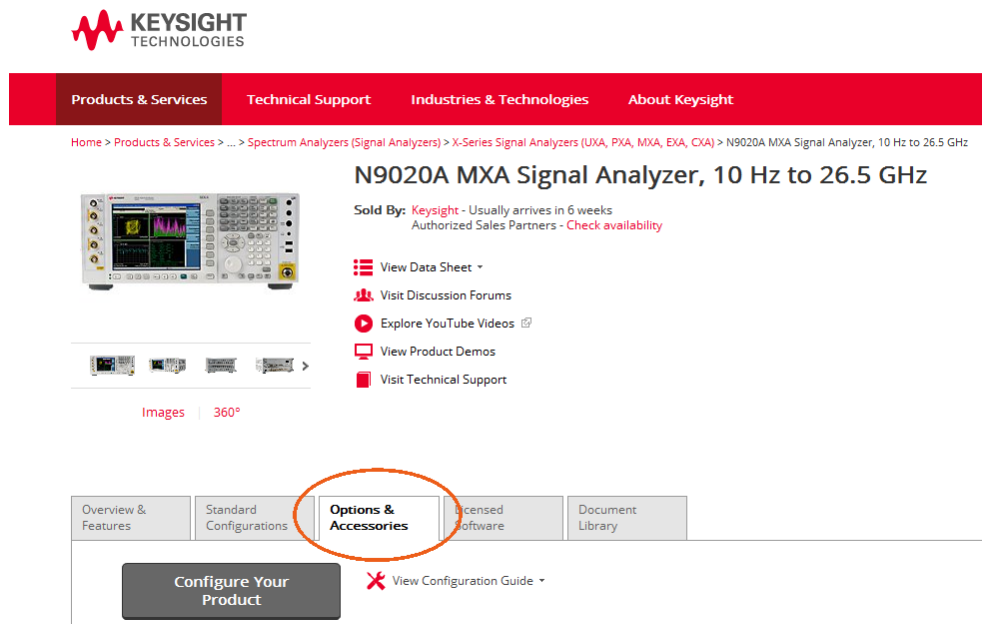 KEYSIGHT
TECHNOLOGIES
Products & Services
Technical Support
Industries & Technologies
About Keysight
Home > Products & Services > ... > Spectrum Analyzers (Signal Analyzers) > X-Series Signal Analyzers (UXA, PXA, MXA, EXA, CXA) > N9020A MXA Signal Analyzer, 10 Hz to 26.5 GHz
N9020A MXA Signal Analyzer, 10 Hz to 26.5 GHz
Sold By: Keysight - Usually arrives in 6 weeks
Authorized Sales Partners - Check availability
View Data Sheet
Visit Discussion Forums
Explore YouTube Videos
View Product Demos
Visit Technical Support
Images | 360°
Overview &
Features
Standard
Configurations
Options &
Accessories
Licensed
Software
Document
Library
Configure Your
Product
View Configuration Guide